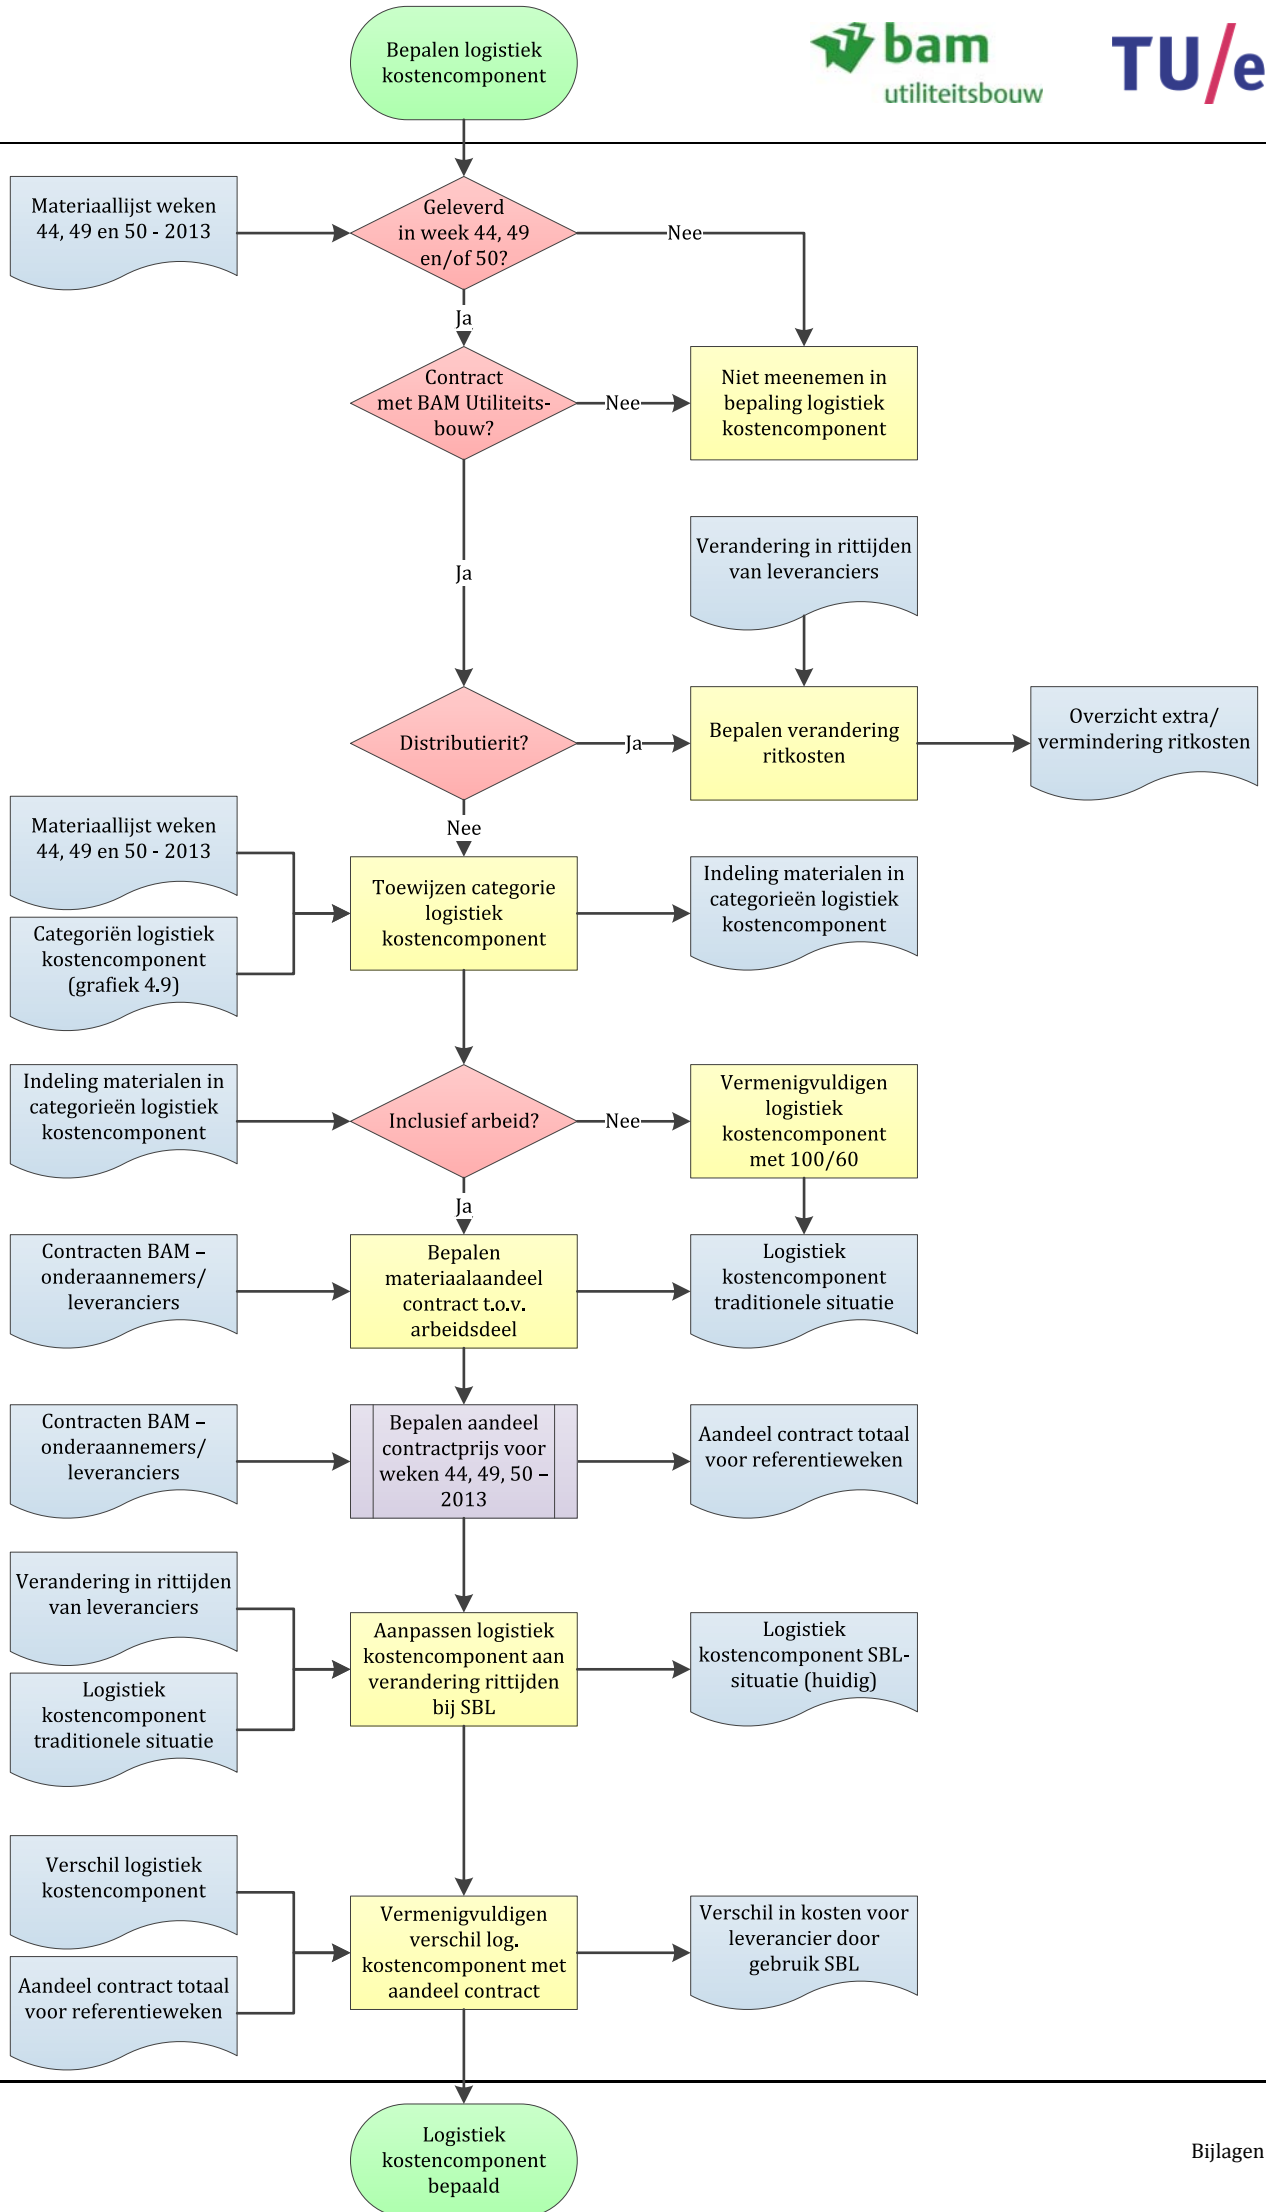 Bepalen logistiek
kostencomponent
bam
utiliteitsbouw
TU/e
Materiaallijst weken
44, 49 en 50 - 2013
Geleverd
in week 44, 49
en/of 50?
Nee
Ja
Contract
met BAM Utiliteits-
bouw?
Nee
Niet meenemen in
bepaling logistiek
kostencomponent
Ja
Verandering in rittijden
van leveranciers
Distributierit?
Ja
Bepalen verandering
ritkosten
Overzicht extra/
vermindering ritkosten
Nee
Materiaallijst weken
44, 49 en 50 - 2013
Categoriën logistiek
kostencomponent
(grafiek 4.9)
Toewijzen categorie
logistiek
kostencomponent
Indeling materialen in
categorieën logistiek
kostencomponent
Indeling materialen in
categorieën logistiek
kostencomponent
Inclusief arbeid?
Nee
Vermenigvuldigen
logistiek
kostencomponent
met 100/60
Ja
Contracten BAM –
onderaannemers/
leveranciers
Bepalen
materiaalaandeel
contract t.o.v.
arbeidsdeel
Logistiek
kostencomponent
traditionele situatie
Contracten BAM –
onderaannemers/
leveranciers
Bepalen aandeel
contractprijs voor
weken 44, 49, 50 –
2013
Aandeel contract totaal
voor referentieweken
Verandering in rittijden
van leveranciers
Logistiek
kostencomponent
traditionele situatie
Aanpassen logistiek
kostencomponent aan
verandering rittijden
bij SBL
Logistiek
kostencomponent SBL-
situatie (huidig)
Verschil logistiek
kostencomponent
Aandeel contract totaal
voor referentieweken
Vermenigvuldigen
verschil log.
kostencomponent met
aandeel contract
Verschil in kosten voor
leverancier door
gebruik SBL
Logistiek
kostencomponent
bepaald
Bijlagen